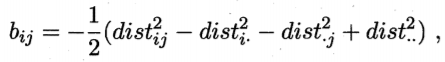 b_{ij} = -\frac{1}{2}(dist_{ij}^2 - dist_{i\cdot}^2 - dist_{\cdot j}^2 + dist_{\cdot\cdot}^2) ,